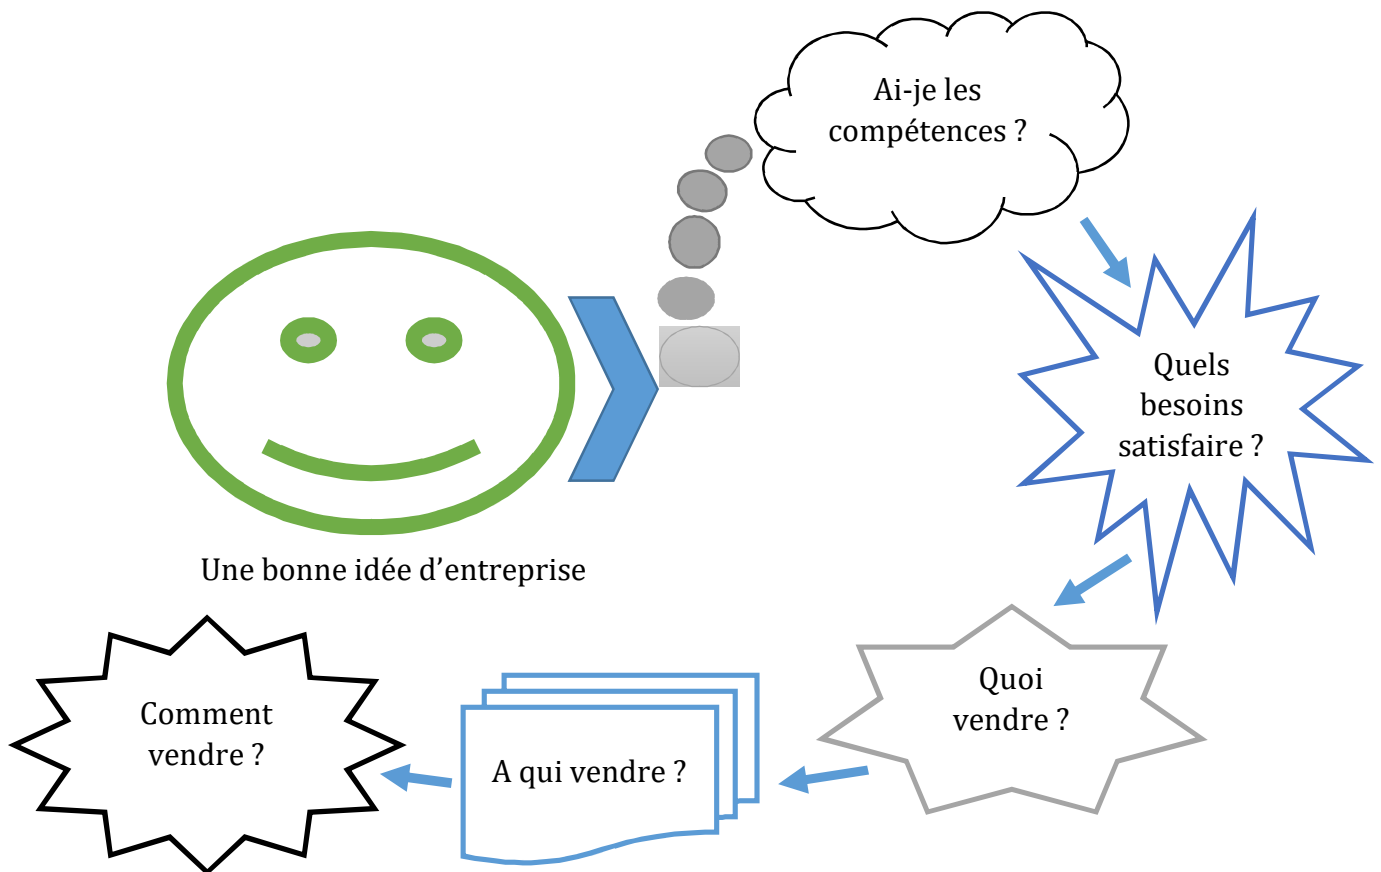 Ai-je les
compétences ?
Quels
besoins
satisfaire ?
Une bonne idée d’entreprise
Quoi
vendre ?
A qui vendre ?
Comment
vendre ?